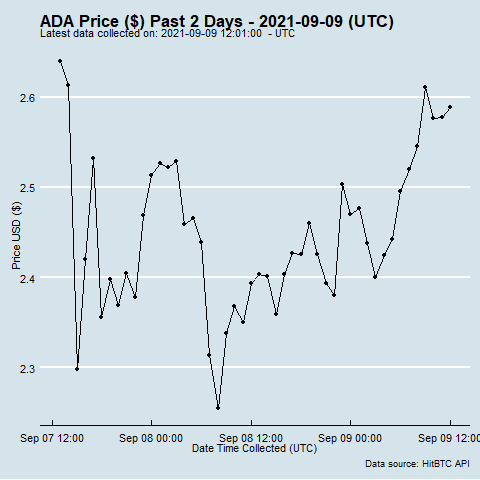 ADA Price ($) Past 2 Days - 2021-09-09 (UTC)
Latest data collected on: 2021-09-09 12:01:00  - UTC
2.6
2.5
2.4
2.3
Price USD ($)
Sep 07 12:00
Sep 08 00:00
Sep 08 12:00
Sep 09 00:00
Sep 09 12:00
Date Time Collected (UTC)
Data source: HitBTC API